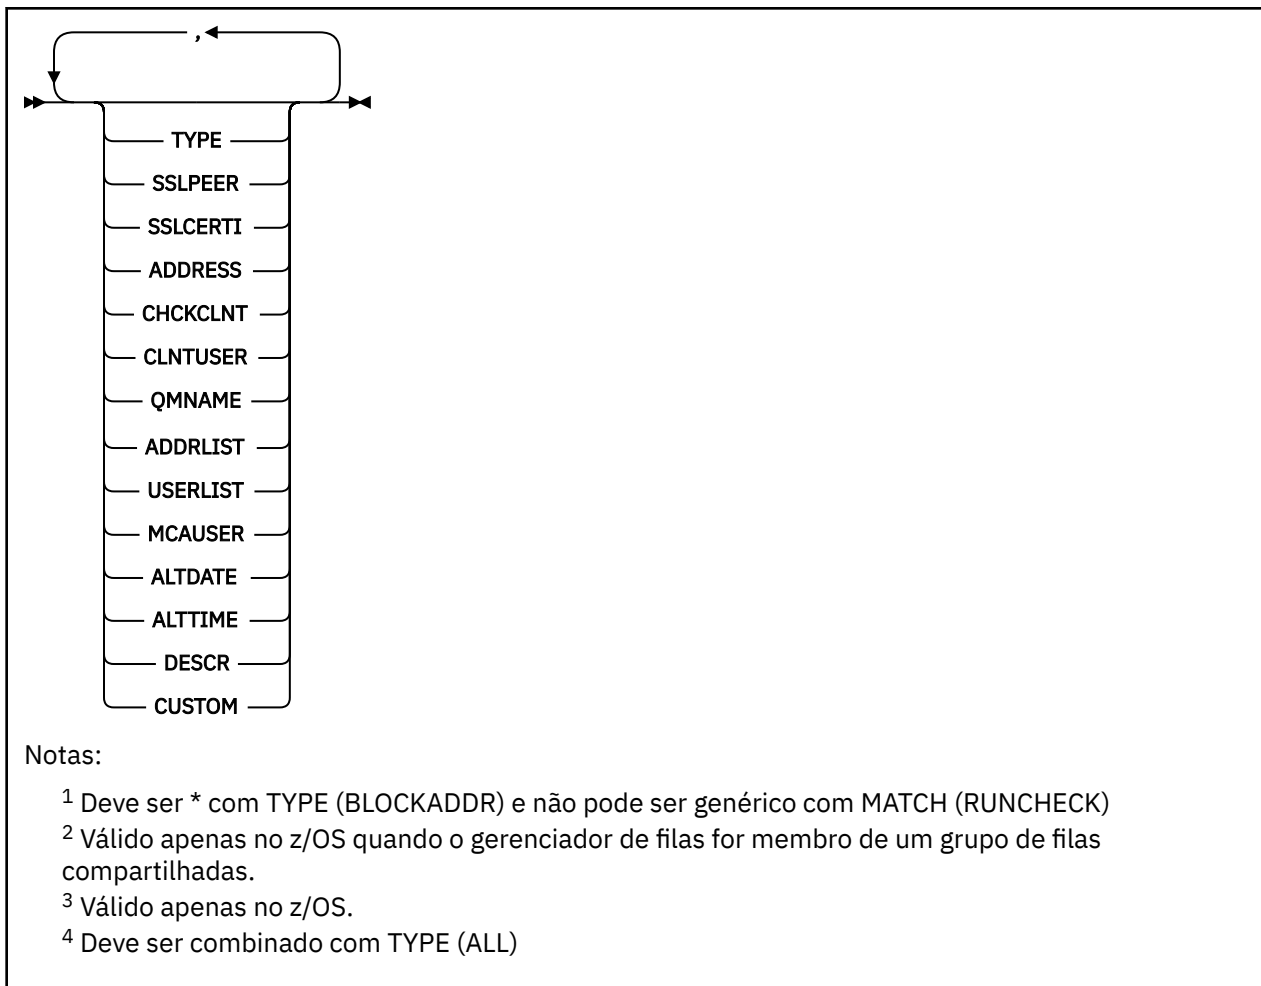 ,
TYPE
SSLPEER
SSLCERTI
ADDRESS
CHCKCLNT
CLNTUSER
QMNAME
ADDRLIST
USERLIST
MCAUSER
ALTDATE
ALTTIME
DESCR
CUSTOM
Notas:
1 Deve ser * com TYPE (BLOCKADDR) e não pode ser genérico com MATCH (RUNCHECK)
2 Válido apenas no z/OS quando o gerenciador de filas for membro de um grupo de filas
compartilhadas.
3 Válido apenas no z/OS.
4 Deve ser combinado com TYPE (ALL)